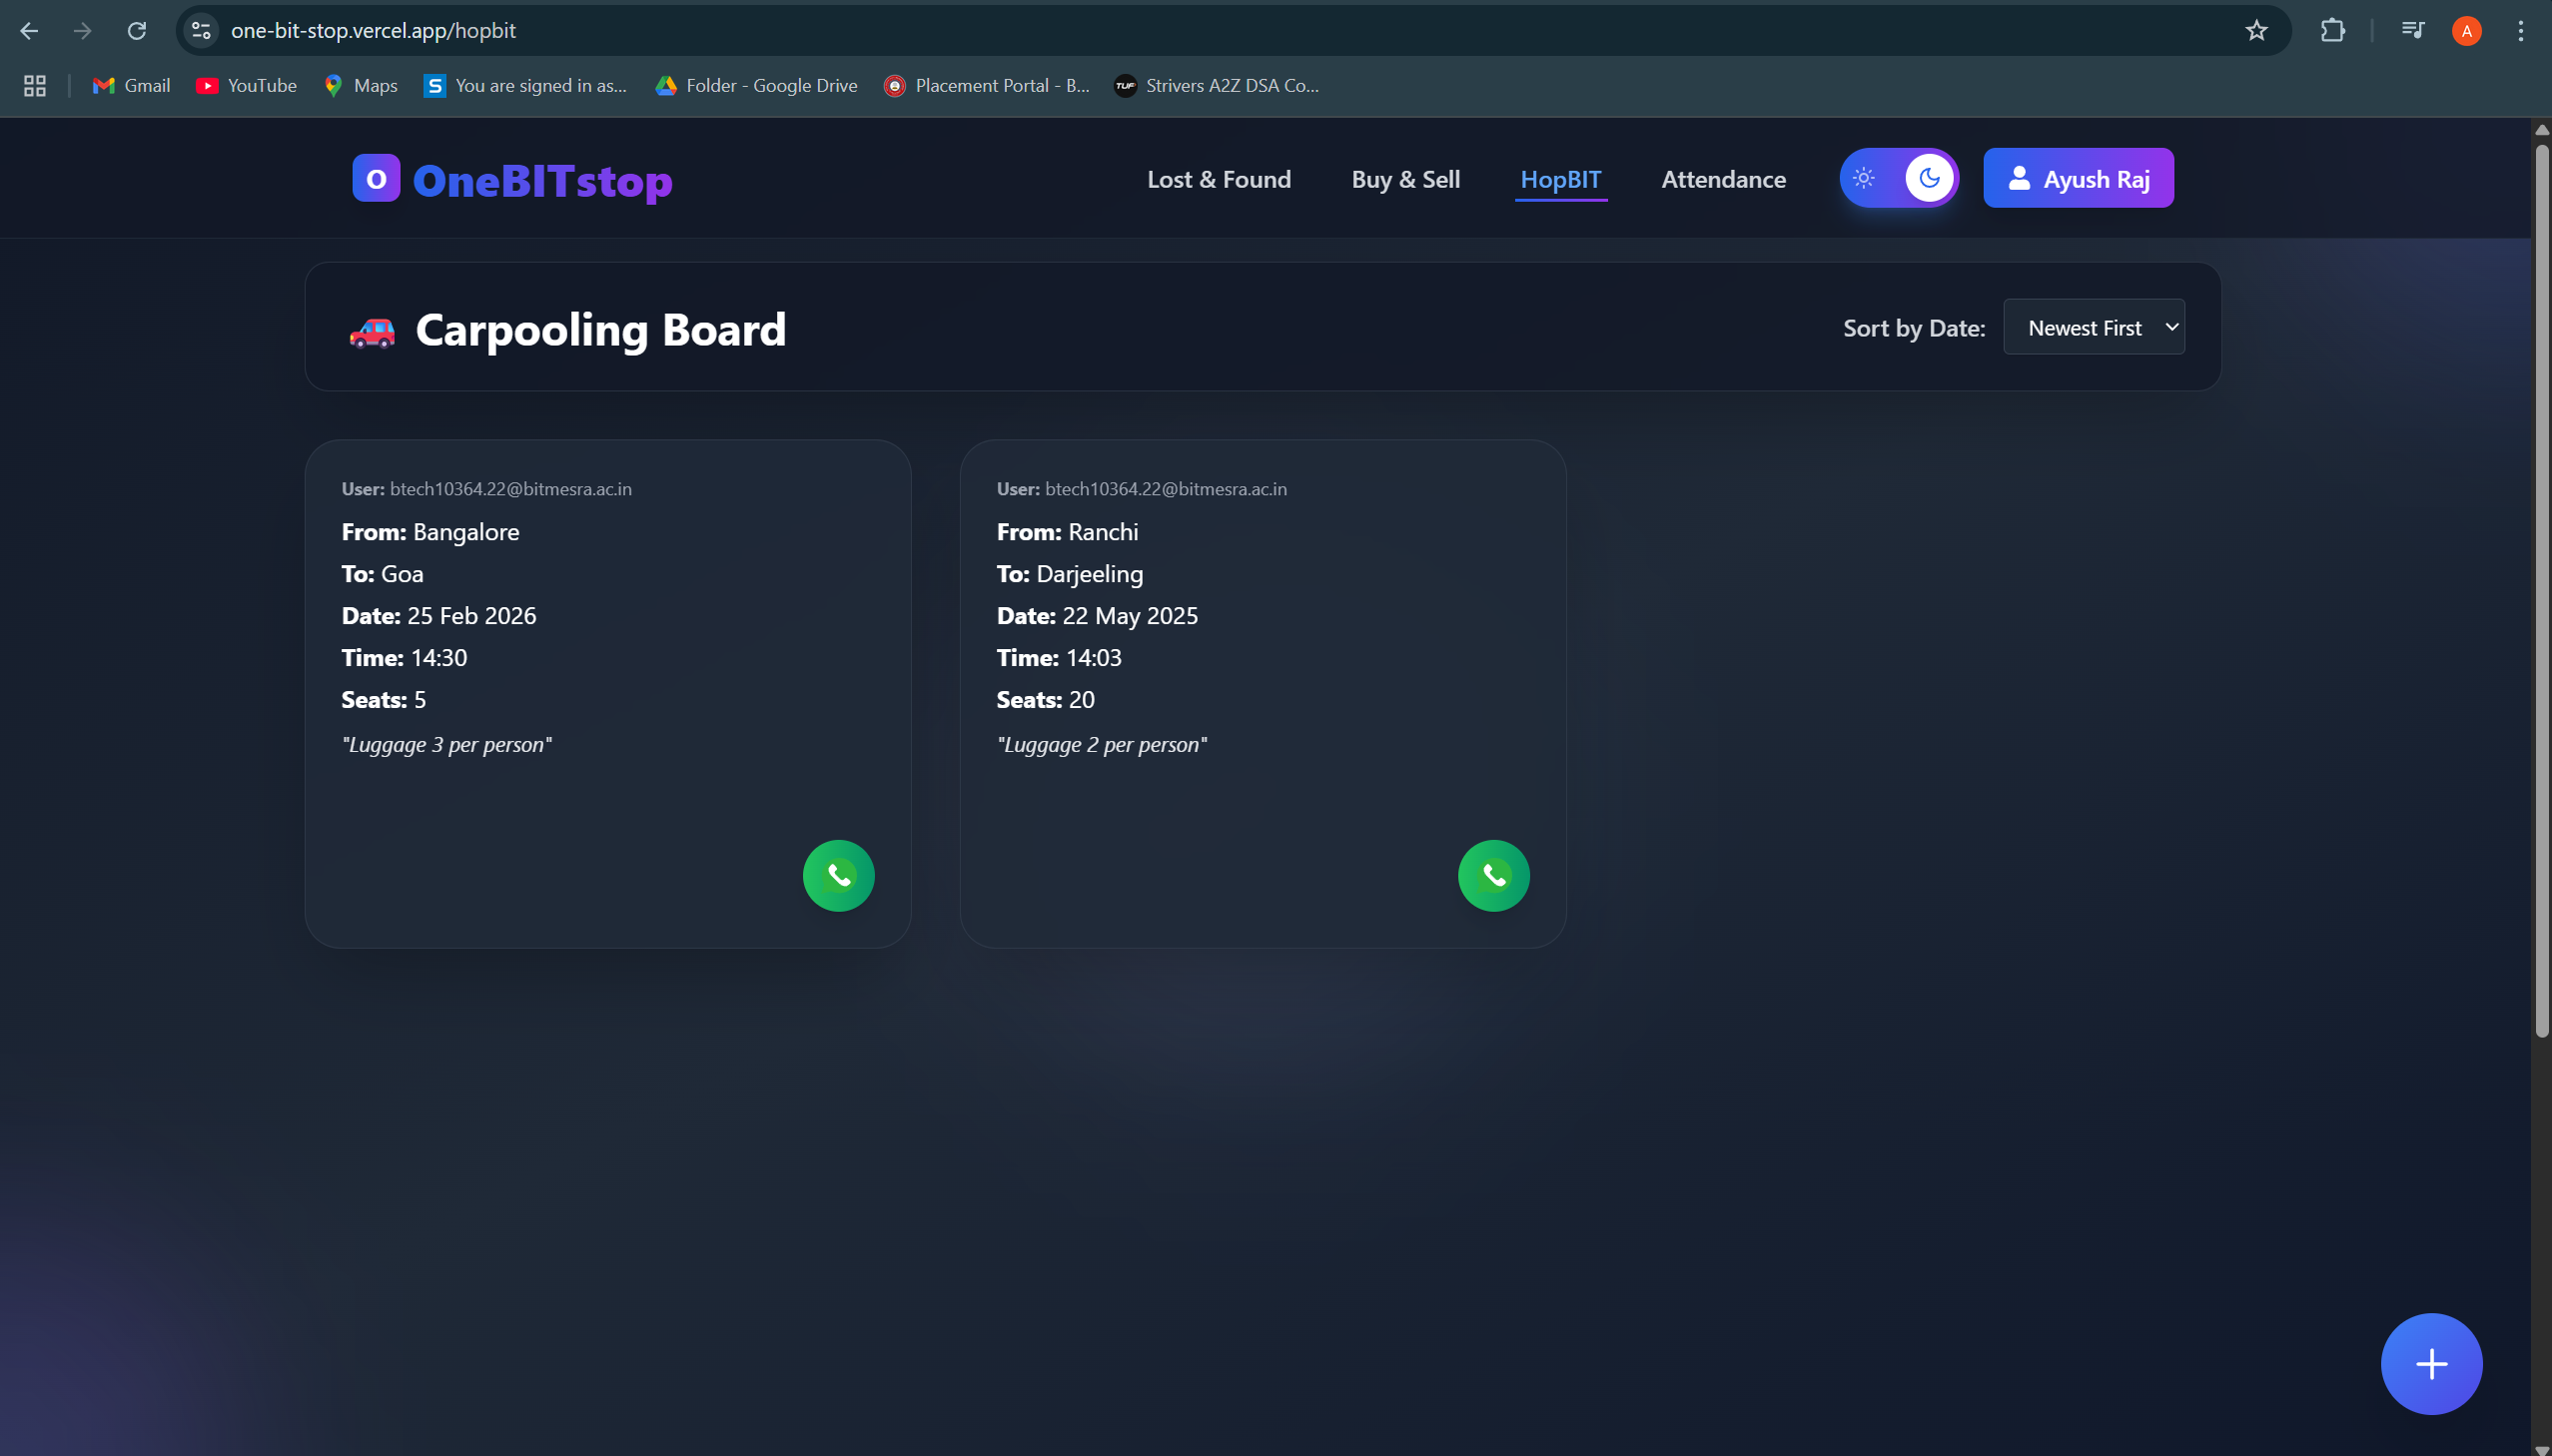 one-bit-stop.vercel.app/hopbit
A
Gmail
YouTube
Maps
S You are signed in as...
Folder - Google Drive
Placement Portal - B...
TUF Strivers A2Z DSA Co...
O OneBITstop
Lost & Found
Buy & Sell
HopBIT
Attendance
Ayush Raj
Carpooling Board
Sort by Date: Newest First
User: btech10364.22@bitmesra.ac.in
From: Bangalore
To: Goa
Date: 25 Feb 2026
Time: 14:30
Seats: 5
"Luggage 3 per person"
User: btech10364.22@bitmesra.ac.in
From: Ranchi
To: Darjeeling
Date: 22 May 2025
Time: 14:03
Seats: 20
"Luggage 2 per person"